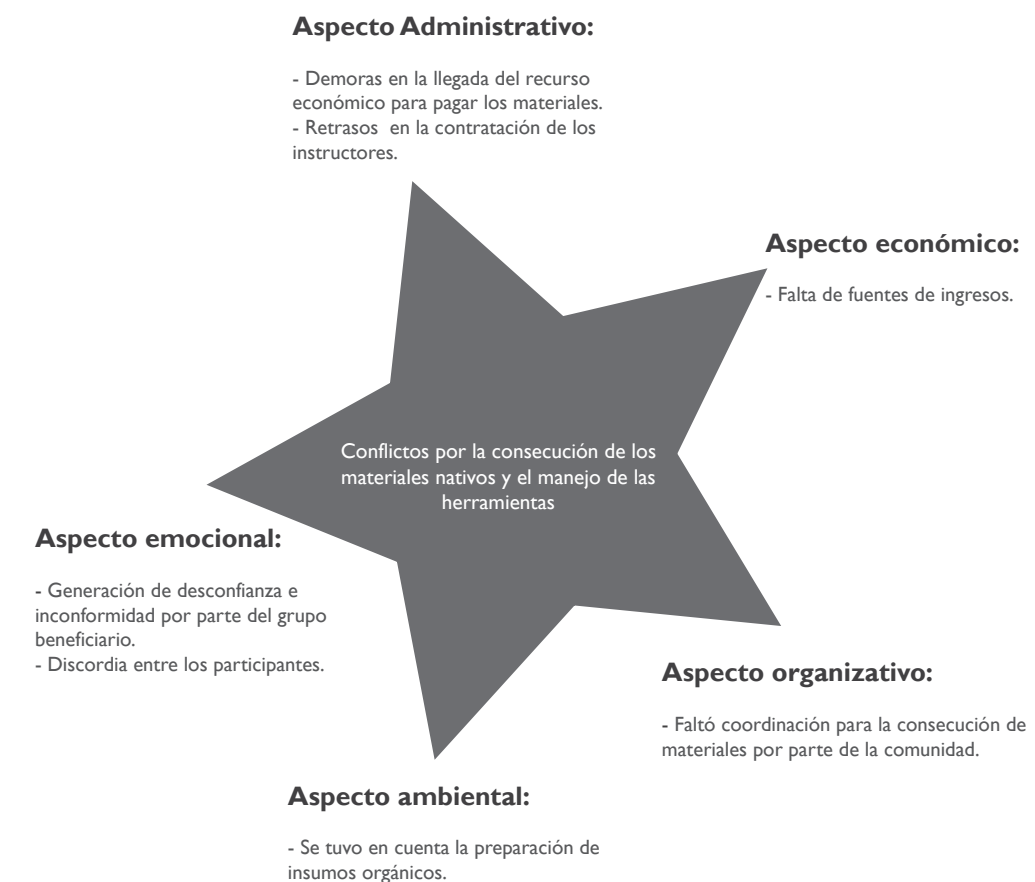 Aspecto Administrativo:
- Demoras en la llegada del recurso
económico para pagar los materiales.
- Retrasos en la contratación de los
instructores.
Aspecto económico:
- Falta de fuentes de ingresos.
Conflictos por la consecución de los
materiales nativos y el manejo de las
herramientas
Aspecto emocional:
- Generación de desconfianza e
inconformidad por parte del grupo
beneficiario.
- Discordia entre los participantes.
Aspecto organizativo:
- Faltó coordinación para la consecución de
materiales por parte de la comunidad.
Aspecto ambiental:
- Se tuvo en cuenta la preparación de
insumos orgánicos.